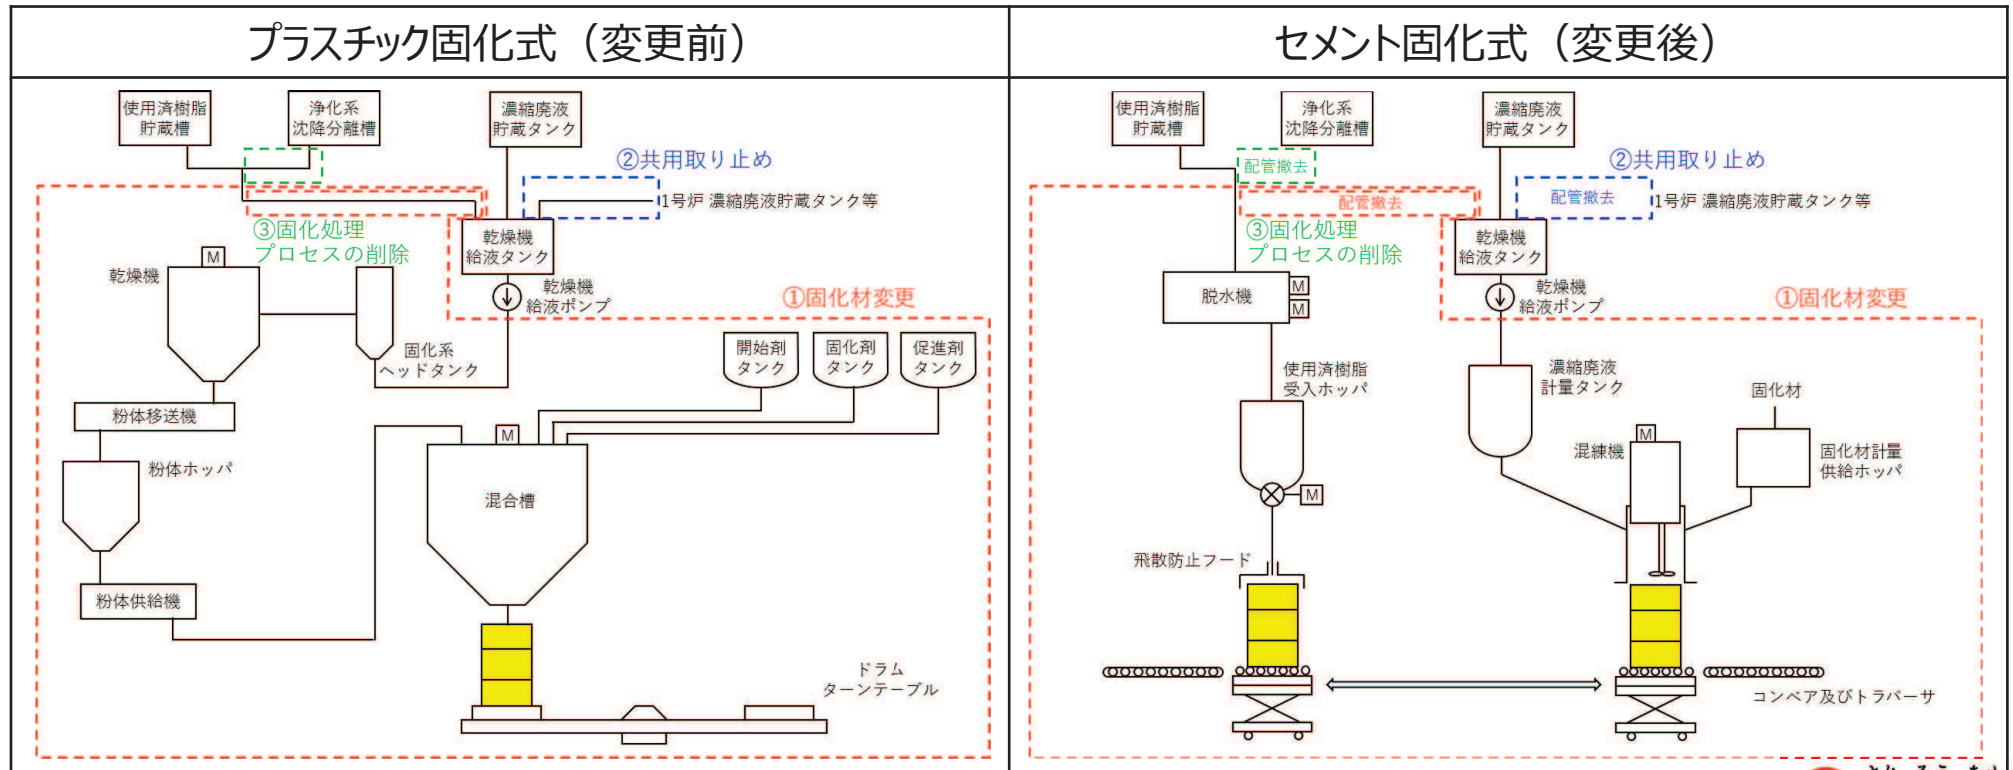 プラスチック固化式（変更前）
使用済樹脂
貯蔵槽
浄化系
沈降分離槽
濃縮廃液
貯蔵タンク
②共用取り止め
1号炉 濃縮廃液貯蔵タンク等
③固化処理
プロセスの削除
乾燥機
給液タンク
乾燥機
M
乾燥機
給液ポンプ
①固化材変更
固化系
ヘッドタンク
開始剤
タンク
固化剤
タンク
促進剤
タンク
粉体移送機
M
粉体ホッパ
混合槽
粉体供給機
ドラム
ターンテーブル
セメント固化式（変更後）
使用済樹脂
貯蔵槽
浄化系
沈降分離槽
濃縮廃液
貯蔵タンク
配管撤去
②共用取り止め
配管撤去
配管撤去
1号炉 濃縮廃液貯蔵タンク等
③固化処理
プロセスの削除
乾燥機
給液タンク
脱水機
M
M
乾燥機
給液ポンプ
①固化材変更
使用済樹脂
受入ホッパ
濃縮廃液
計量タンク
固化材
M
混練機
固化材計量
供給ホッパ
M
飛散防止フード
コンベア及びトラバーサ